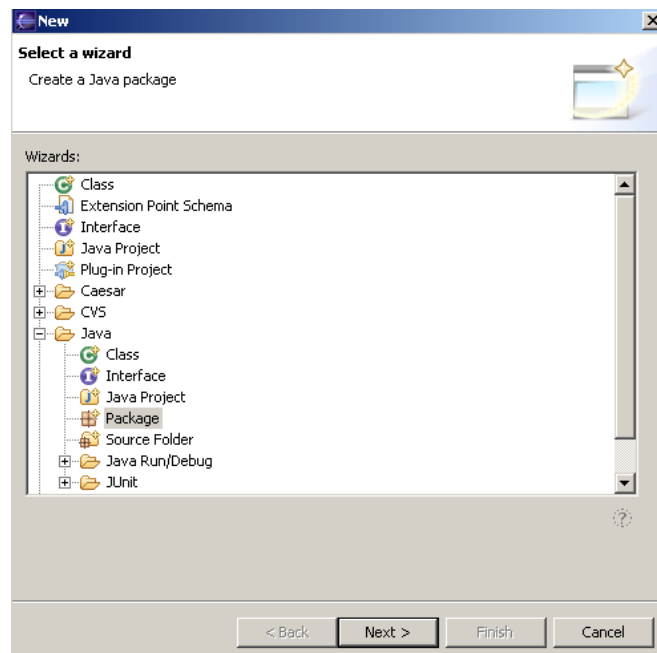 New
Select a wizard
Create a Java package
Wizards:
Class
Extension Point Schema
Interface
Java Project
Plug-in Project
Caesar
CVS
Java
Class
Interface
Java Project
Package
Source Folder
Java Run/Debug
JUnit
< Back Next > Finish Cancel